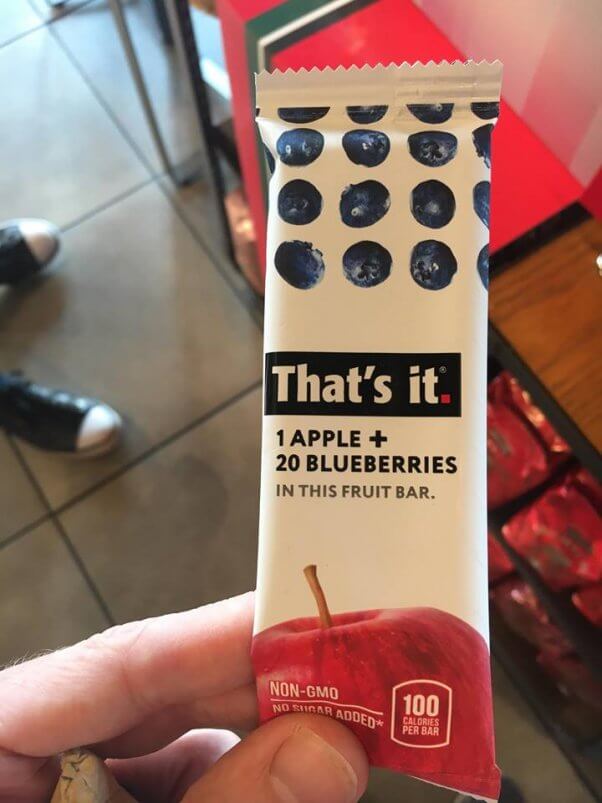 That's it.®
1 APPLE +
20 BLUEBERRIES
IN THIS FRUIT BAR.
NON-GMO
NO SUGAR ADDED*
100
CALORIES
PER BAR